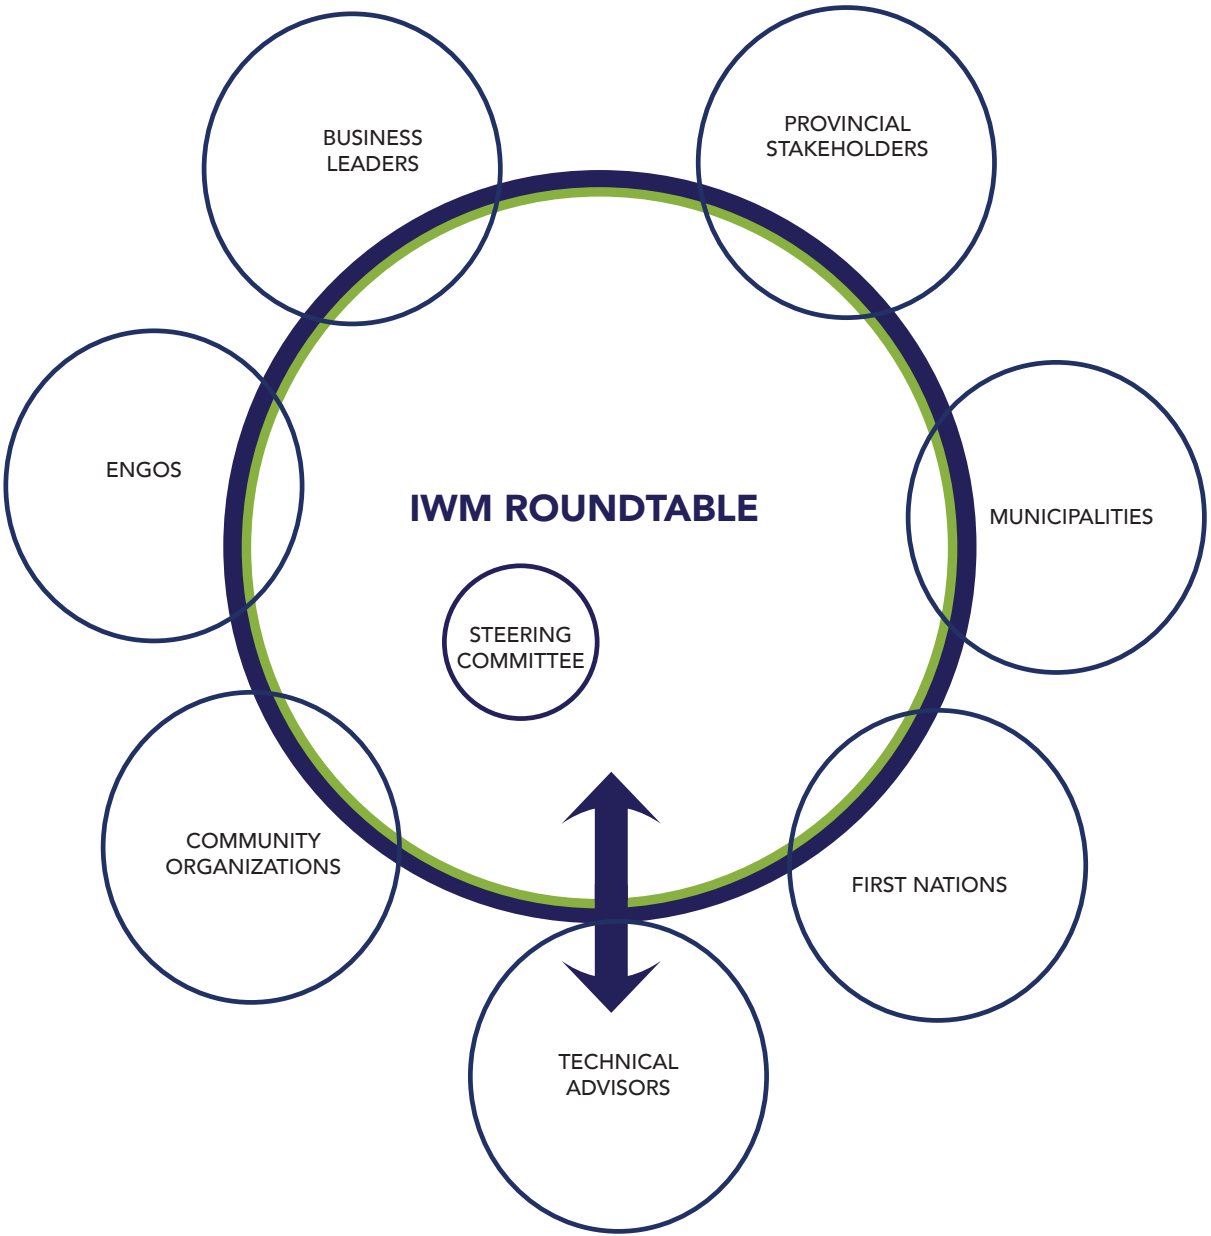 BUSINESS
LEADERS
PROVINCIAL
STAKEHOLDERS
ENGOS
IWM ROUNDTABLE
MUNICIPALITIES
STEERING
COMMITTEE
COMMUNITY
ORGANIZATIONS
FIRST NATIONS
TECHNICAL
ADVISORS